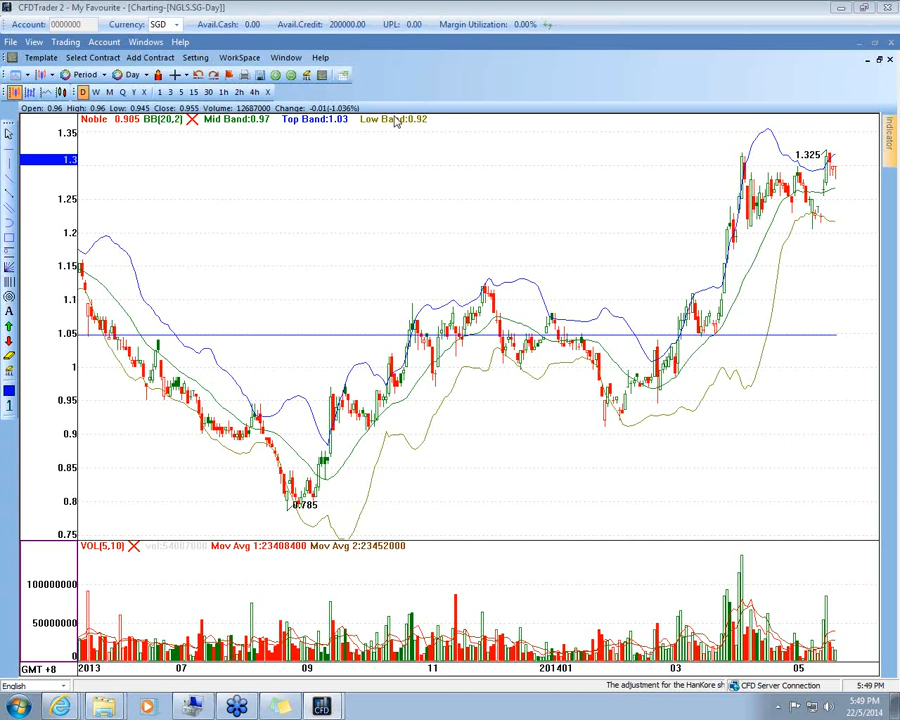 CFDTrader 2 - My Favourite - [Charting-[NGLS.SG-Day]]
Account: 0000000 Currency: SGD Avail.Cash: 0.00 Avail.Credit: 200000.00 UPL: 0.00 Margin Utilization: 0.00%
File View Trading Account Windows Help
Template Select Contract Add Contract Setting WorkSpace Window Help
Period Day
D W M Q Y X 1 3 5 15 30 1h 2h 4h X
Open: 0.96 High: 0.96 Low: 0.945 Close: 0.955 Volume: 12687000 Change: -0.01(-1.036%)
Noble 0.905 BB(20,2) Mid Band:0.97 Top Band:1.03 Low Band:0.92
Indicator
1.35
1.325
1.3
1.25
1.2
1.15
1.1
1.05
1
0.95
0.9
0.85
0.8
0.785
0.75
A
1
VOL(5,10) vol:54007000 Mov Avg 1:23408400 Mov Avg 2:23452000
100000000
50000000
0
GMT +8 2013 07 09 11 201401 03 05
English The adjustment for the HanKore sh CFD Server Connection 5:49 PM
CFD
5:49 PM
22/5/2014